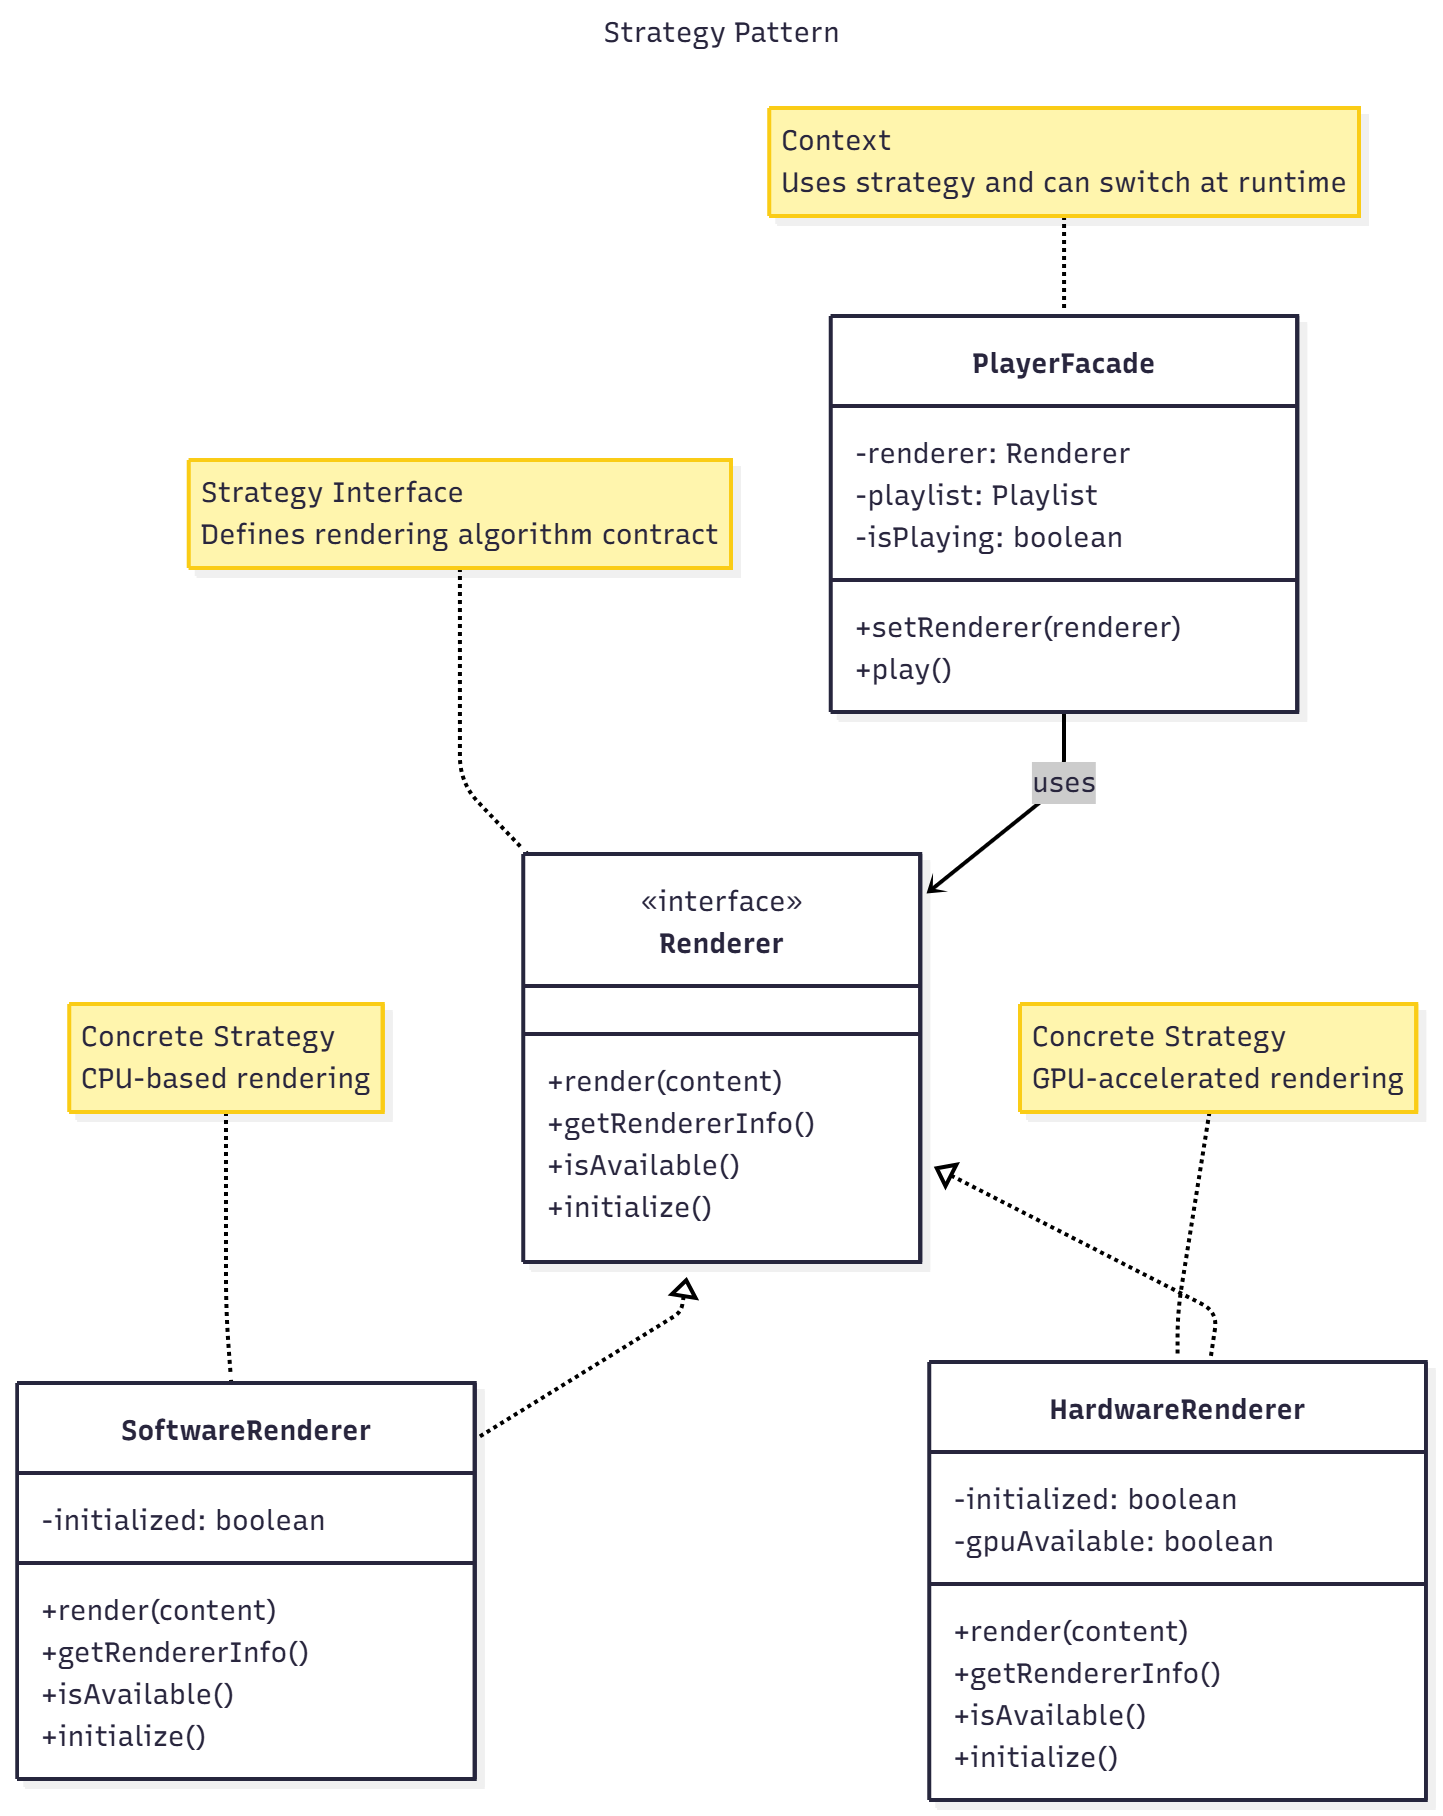 Strategy Pattern
Context
Uses strategy and can switch at runtime
PlayerFacade
-renderer: Renderer
-playlist: Playlist
-isPlaying: boolean
+setRenderer(renderer)
+play()
Strategy Interface
Defines rendering algorithm contract
uses
«interface»
Renderer
+render(content)
+getRendererInfo()
+isAvailable()
+initialize()
Concrete Strategy
CPU-based rendering
Concrete Strategy
GPU-accelerated rendering
SoftwareRenderer
-initialized: boolean
+render(content)
+getRendererInfo()
+isAvailable()
+initialize()
HardwareRenderer
-initialized: boolean
-gpuAvailable: boolean
+render(content)
+getRendererInfo()
+isAvailable()
+initialize()